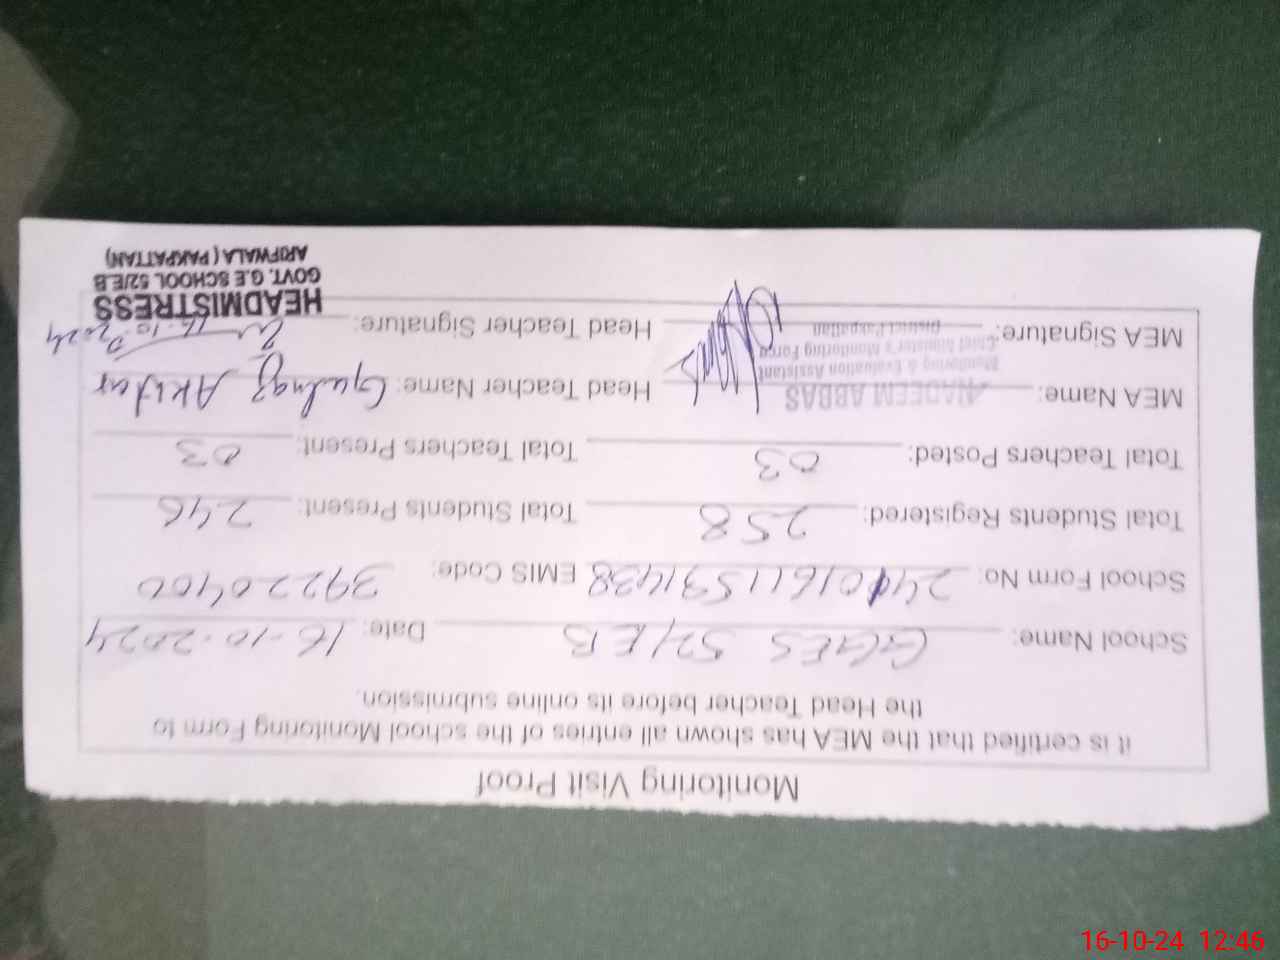 Monitoring Visit Proof
it is certified that the MEA has shown all entries of the school Monitoring Form to
the Head Teacher before its online submission.
School Name: GGES 52/EB Date: 16-10-2024
School Form No: 24101611531438 EMIS Code: 39220400
Total Students Registered: 258 Total Students Present: 246
Total Teachers Posted: 03 Total Teachers Present: 03
MEA Name: NADEEM ABBAS Head Teacher Name: Gulnaz Akhtar
Monitoring & Evaluation Assistant
Chief Minister's Monitoring Force
District Pakpattan
MEA Signature: Head Teacher Signature: 16-10-2024
HEADMISTRESS
GOVT. G.E SCHOOL 52/E.B
ARIFWALA (PAKPATTAN)
16-10-24 12:46